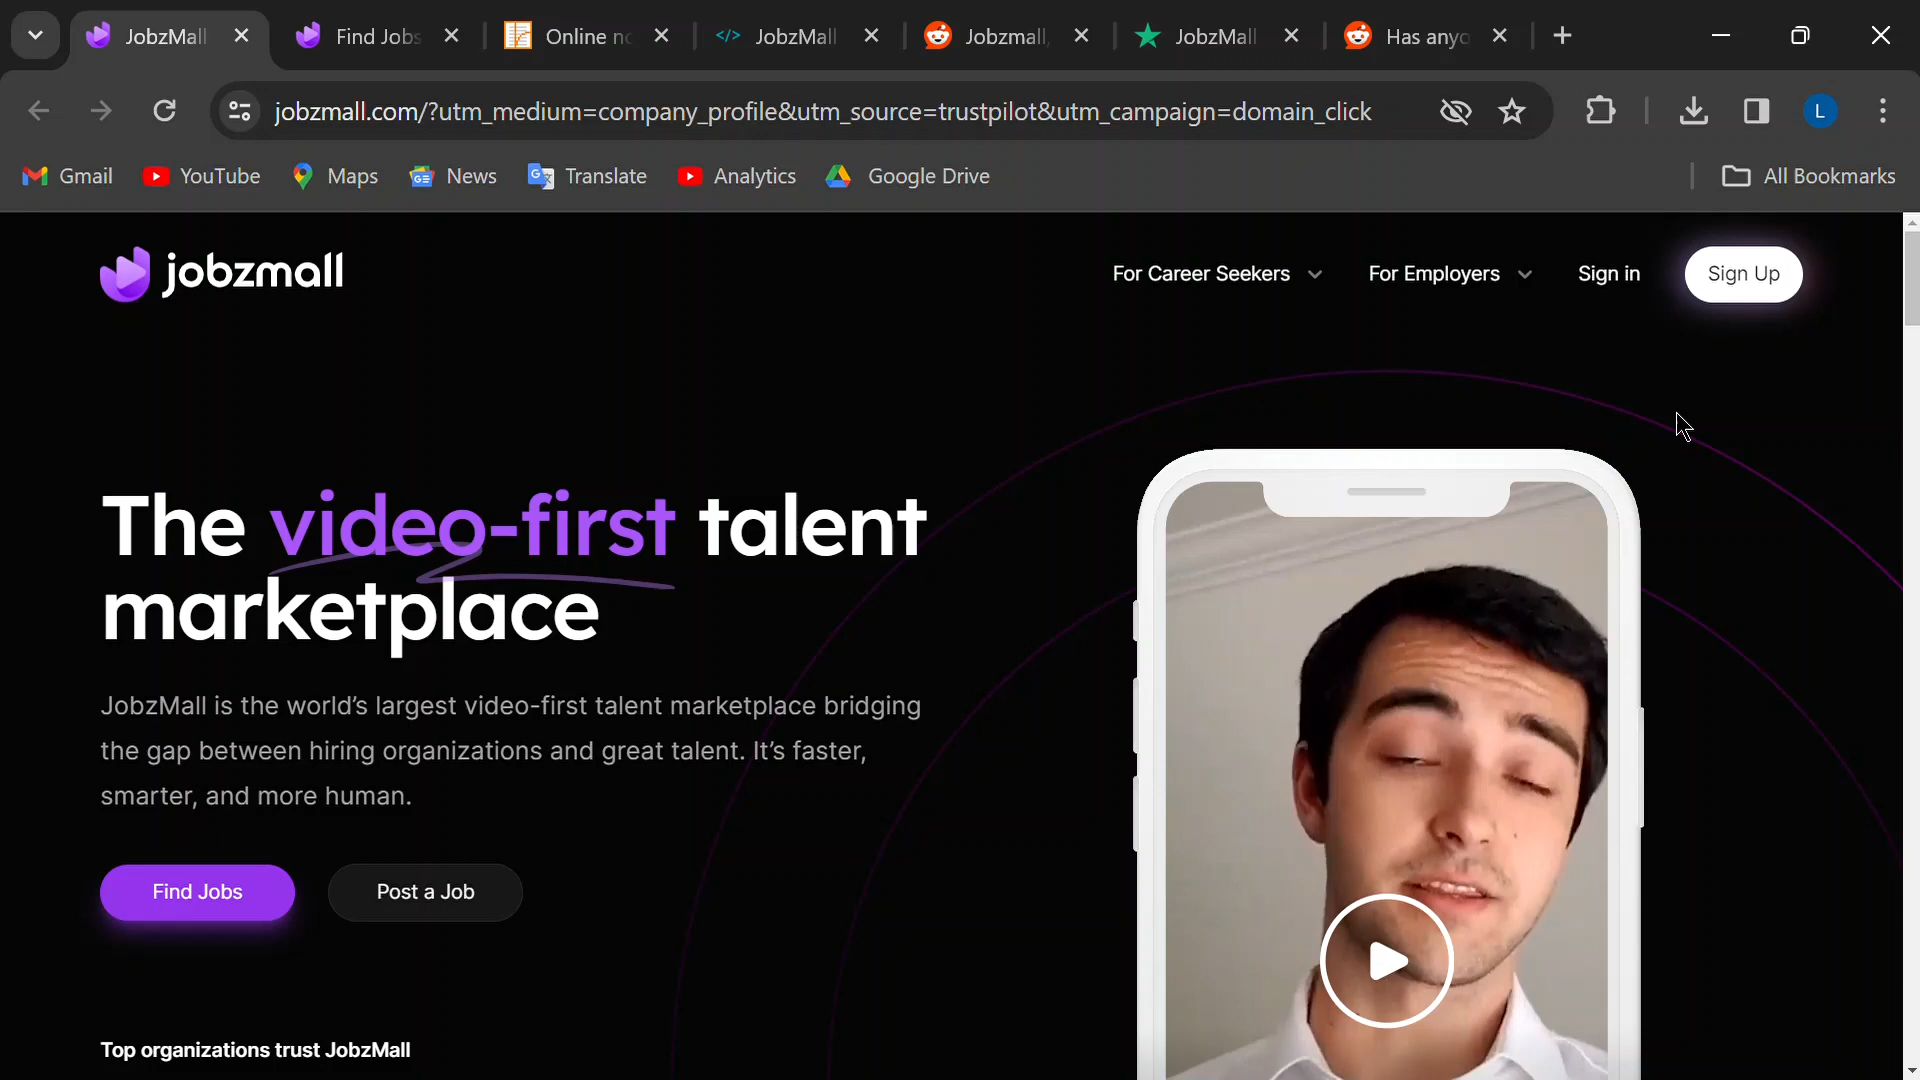 JobzMall
Find Jobs
Online no
JobzMall
Jobzmall,
JobzMall
Has anyo
jobzmall.com/?utm_medium=company_profile&utm_source=trustpilot&utm_campaign=domain_click
L
Gmail
YouTube
Maps
News
Translate
Analytics
Google Drive
All Bookmarks
jobzmall
For Career Seekers
For Employers
Sign in
Sign Up
The video-first talent
marketplace
JobzMall is the world’s largest video-first talent marketplace bridging
the gap between hiring organizations and great talent. It’s faster,
smarter, and more human.
Find Jobs
Post a Job
Top organizations trust JobzMall